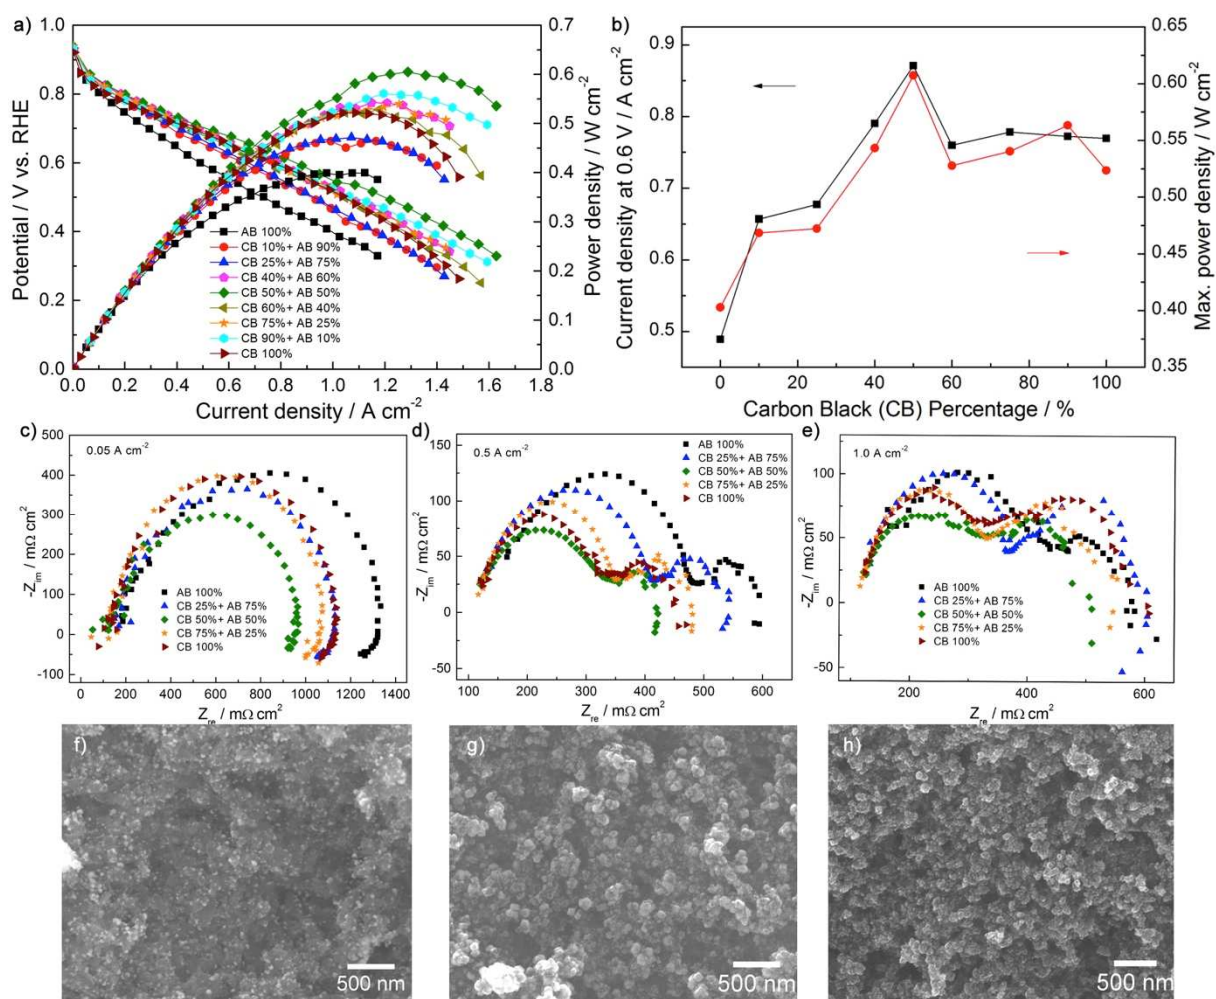 a)
1.0
0.8
0.6
0.4
0.2
0.0
Potential / V vs. RHE
0.7
0.6
0.5
0.4
0.3
0.2
0.1
0.0
Power density / W cm-2
AB 100%
CB 10%+ AB 90%
CB 25%+ AB 75%
CB 40%+ AB 60%
CB 50%+ AB 50%
CB 60%+ AB 40%
CB 75%+ AB 25%
CB 90%+ AB 10%
CB 100%
0.0 0.2 0.4 0.6 0.8 1.0 1.2 1.4 1.6 1.8
Current density / A cm-2
b)
0.9
0.8
0.7
0.6
0.5
Current density at 0.6 V / A cm-2
0.65
0.60
0.55
0.50
0.45
0.40
0.35
Max. power density / W cm-2
0 20 40 60 80 100
Carbon Black (CB) Percentage / %
c)
0.05 A cm-2
500
400
300
200
100
0
-100
-Zim / mΩ cm2
AB 100%
CB 25%+ AB 75%
CB 50%+ AB 50%
CB 75%+ AB 25%
CB 100%
0 200 400 600 800 1000 1200 1400
Zre / mΩ cm2
d)
0.5 A cm-2
150
100
50
0
-50
-Zim / mΩ cm2
AB 100%
CB 25%+ AB 75%
CB 50%+ AB 50%
CB 75%+ AB 25%
CB 100%
100 200 300 400 500 600
Zre / mΩ cm2
e)
1.0 A cm-2
100
50
0
-50
-Zim / mΩ cm2
AB 100%
CB 25%+ AB 75%
CB 50%+ AB 50%
CB 75%+ AB 25%
CB 100%
200 400 600
Zre / mΩ cm2
f)
500 nm
g)
500 nm
h)
500 nm